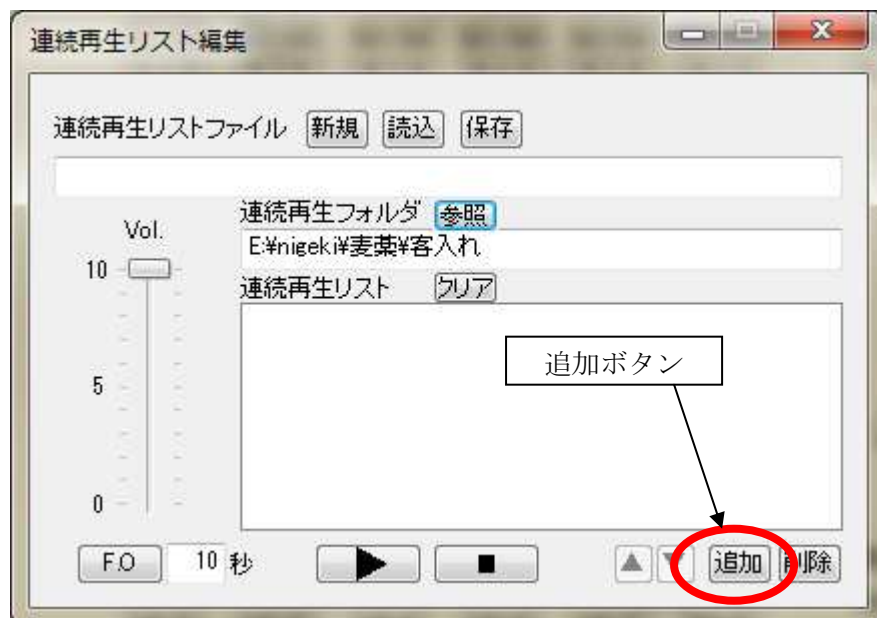 連続再生リスト編集
連続再生リストファイル 新規 読込 保存
Vol.
連続再生フォルダ 参照
E:¥nigeki¥麦藁¥客入れ
10
連続再生リスト クリア
追加ボタン
5
0
F.O 10 秒 ▶ ■ ▲ ▼ 追加 削除